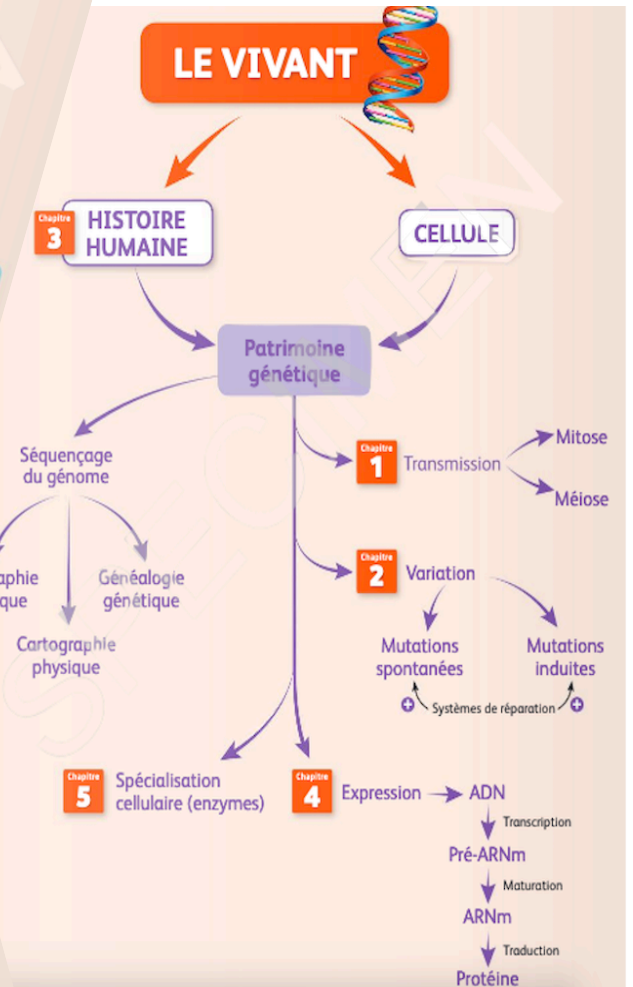 LE VIVANT
Chapitre
3
HISTOIRE
HUMAINE
CELLULE
Patrimoine
génétique
Séquençage
du génome
Généalogie
génétique
Cartographie
physique
Chapitre
1
Transmission
Mitose
Méiose
Chapitre
2
Variation
Mutations
spontanées
Mutations
induites
+
Systèmes de réparation
+
Chapitre
5
Spécialisation
cellulaire (enzymes)
Chapitre
4
Expression
ADN
Transcription
Pré-ARNm
Maturation
ARNm
Traduction
Protéine